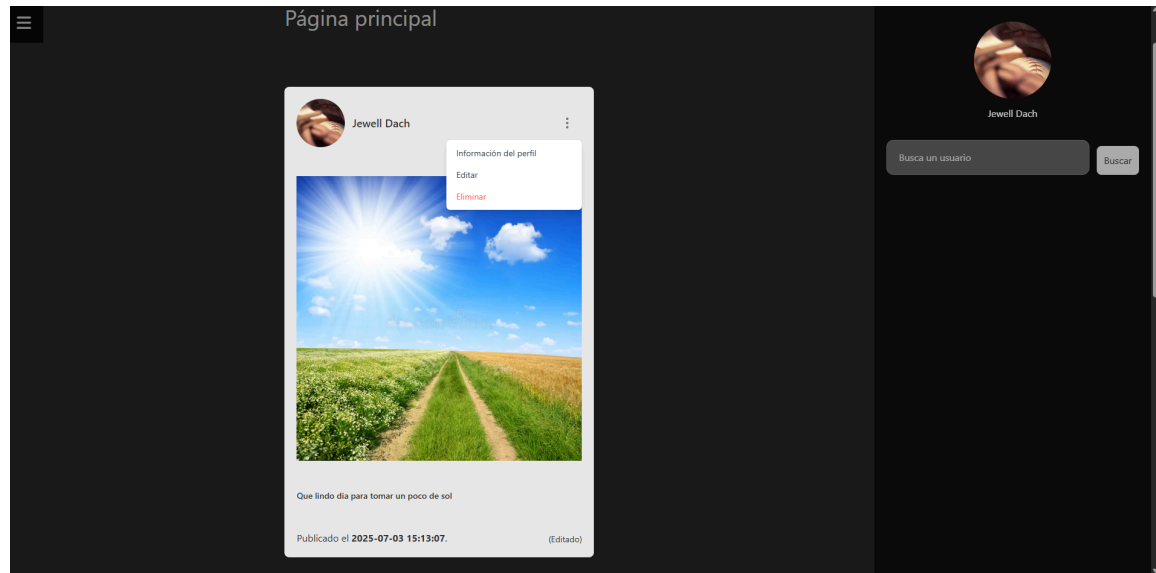 Página principal
Jewell Dach
Información del perfil
Editar
Eliminar
Que lindo dia para tomar un poco de sol
Publicado el 2025-07-03 15:13:07.
(Editado)
Jewell Dach
Busca un usuario
Buscar